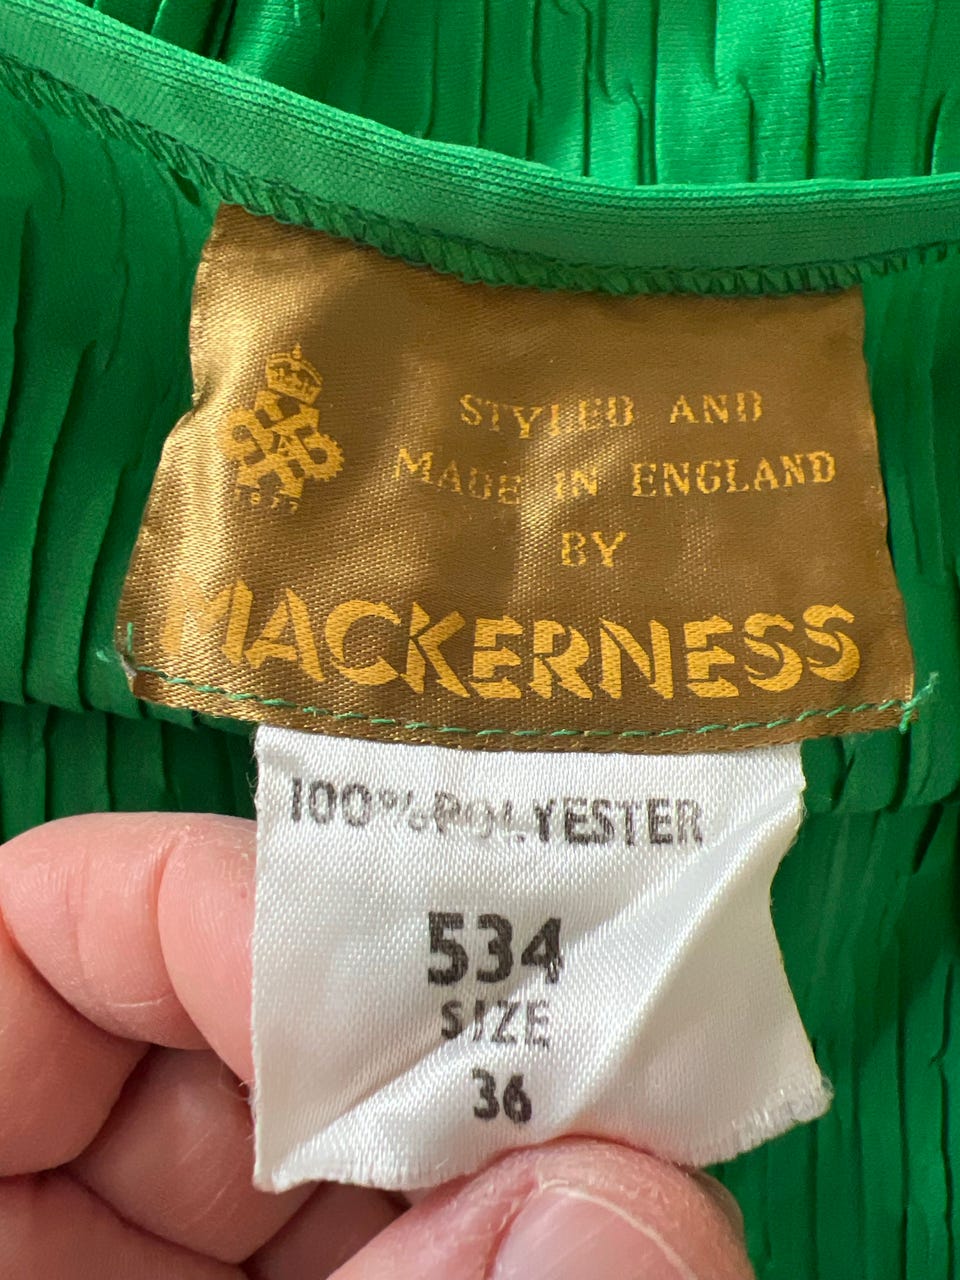 STYLED AND
MADE IN ENGLAND
BY
MACKERNESS
100% POLYESTER
534
SIZE
36